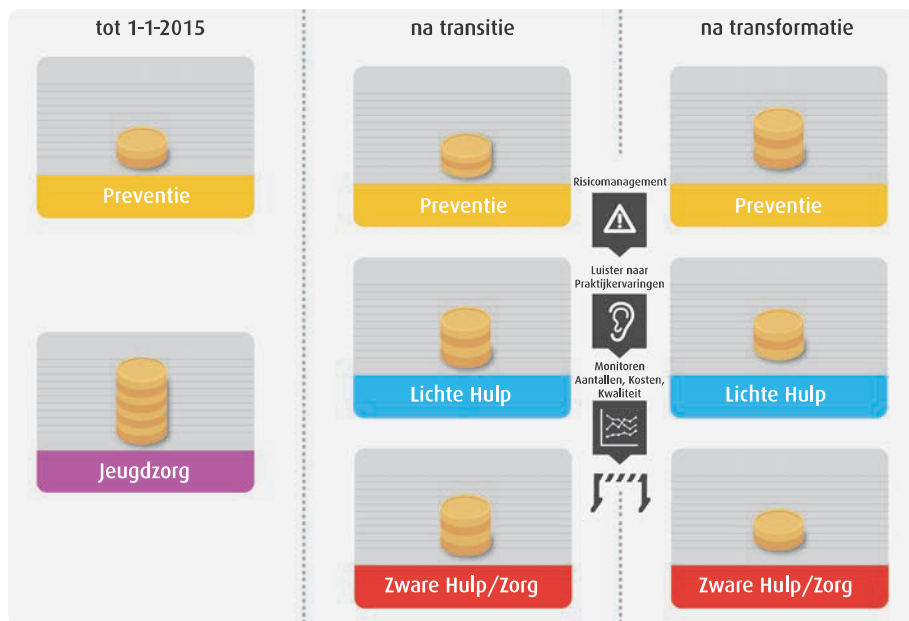 tot 1-1-2015
Preventie
Jeugdzorg
na transitie
Preventie
Lichte Hulp
Zware Hulp/Zorg
Risicomanagement
Luister naar
Praktijkervaringen
Monitoren
Aantallen, Kosten,
Kwaliteit
na transformatie
Preventie
Lichte Hulp
Zware Hulp/Zorg